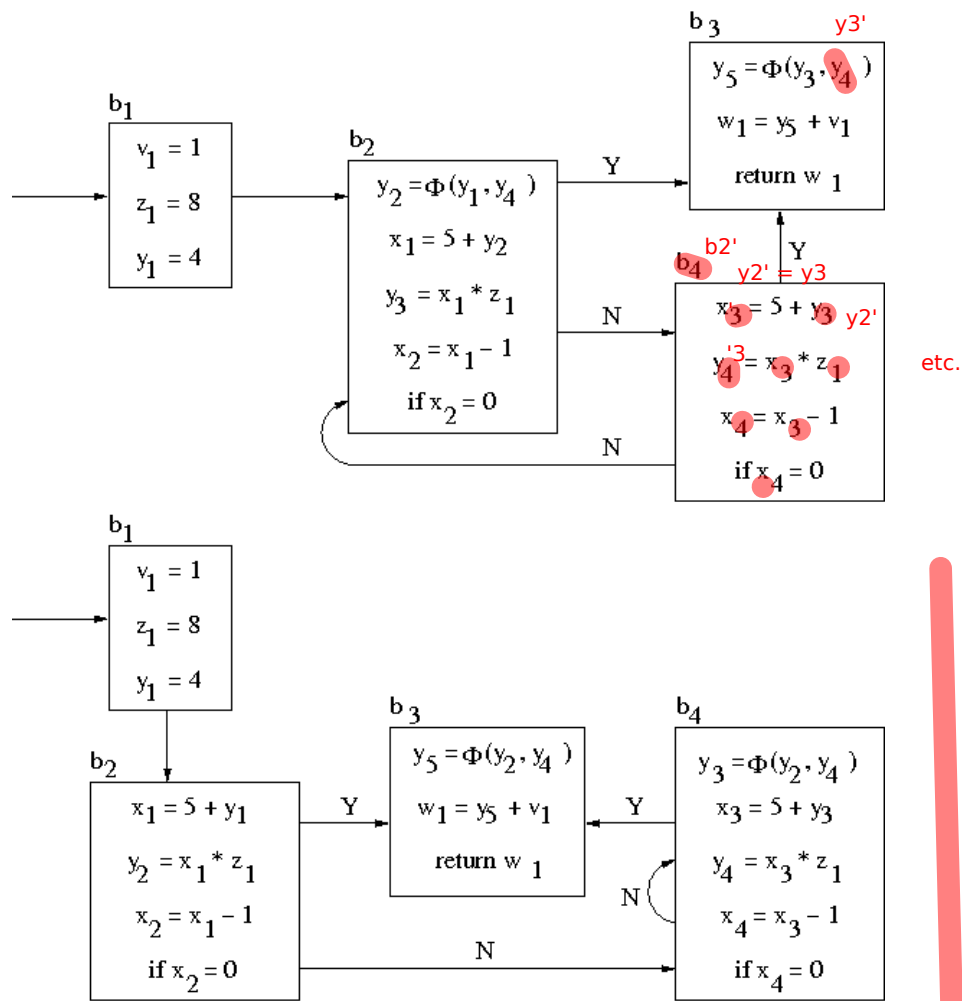 b3
y3'
y5 = Φ(y3, y4)
w1 = y5 + v1
return w1
b1
v1 = 1
z1 = 8
y1 = 4
b2
y2 = Φ(y1, y4)
x1 = 5 + y2
y3 = x1 * z1
x2 = x1 – 1
if x2 = 0
Y
N
N
Y
b4
b2'
y2' = y3
x3 = 5 + y3
'
y2'
y4 = x3 * z1
'3
etc.
x4 = x3 – 1
if x4 = 0
b1
v1 = 1
z1 = 8
y1 = 4
b2
x1 = 5 + y1
y2 = x1 * z1
x2 = x1 – 1
if x2 = 0
Y
b3
y5 = Φ(y2, y4)
w1 = y5 + v1
return w1
Y
N
N
b4
y3 = Φ(y2, y4)
x3 = 5 + y3
y4 = x3 * z1
x4 = x3 – 1
if x4 = 0